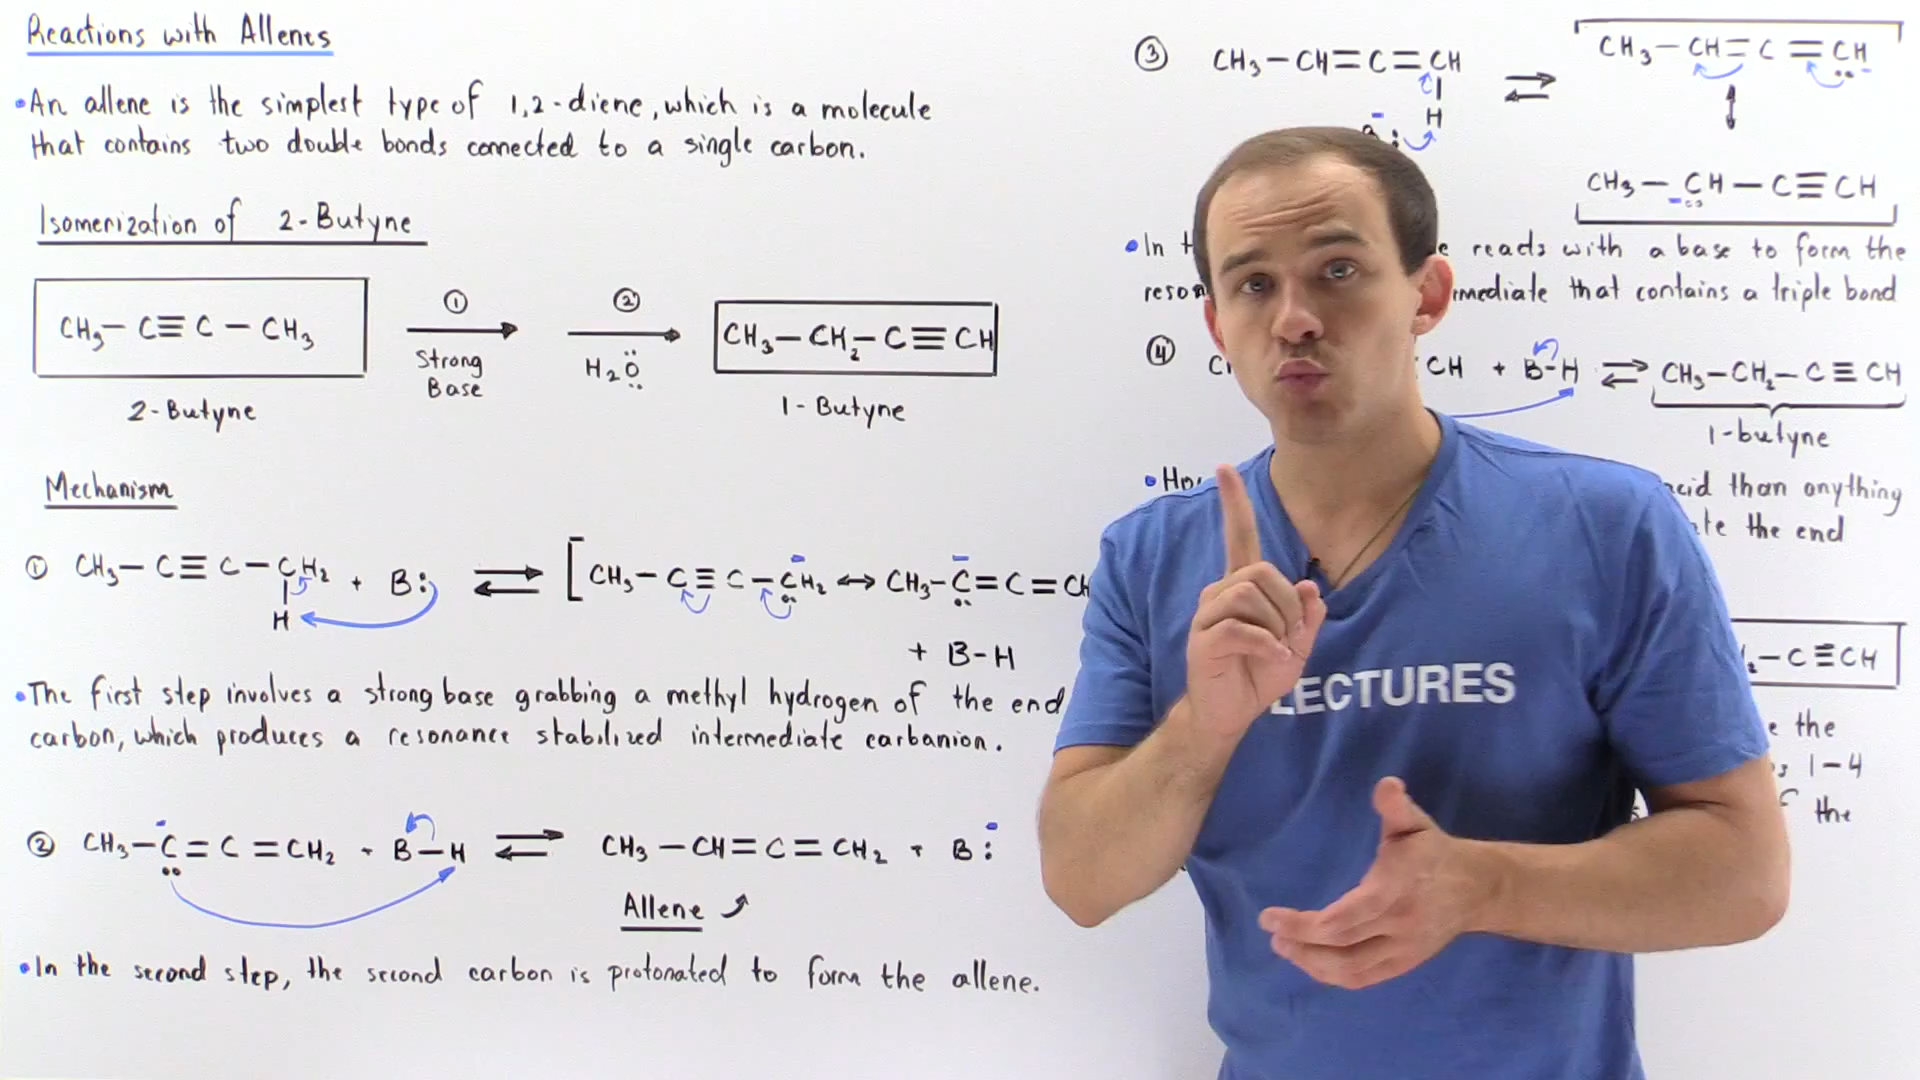 Reactions with Allenes
• An allene is the simplest type of 1,2-diene, which is a molecule
that contains two double bonds connected to a single carbon.
Isomerization of 2-Butyne
CH₃—C≡C—CH₃
2-Butyne
①
Strong
Base
②
H₂O
CH₃—CH₂—C≡CH
1-Butyne
Mechanism
① CH₃—C≡C—CH₂ + B: ⇌ [CH₃—C≡C—CH₂ ↔ CH₃—C=C=CH
H
+ B-H
• The first step involves a strong base grabbing a methyl hydrogen of the end
carbon, which produces a resonance stabilized intermediate carbanion.
② CH₃—C=C=CH₂ + B—H ⇌ CH₃—CH=C=CH₂ + B:
Allene
• In the second step, the second carbon is protonated to form the allene.
③ CH₃—CH=C=CH ⇌ CH₃—CH=C=CH
H
CH₃—CH—C≡CH
• In reads with a base to form the
that contains a triple bond
④ CH + B-H ⇌ CH₃—CH₂—C≡CH
1-butyne
• acid than anything
the end
—C≡CH
the
1-4
the
LECTURES